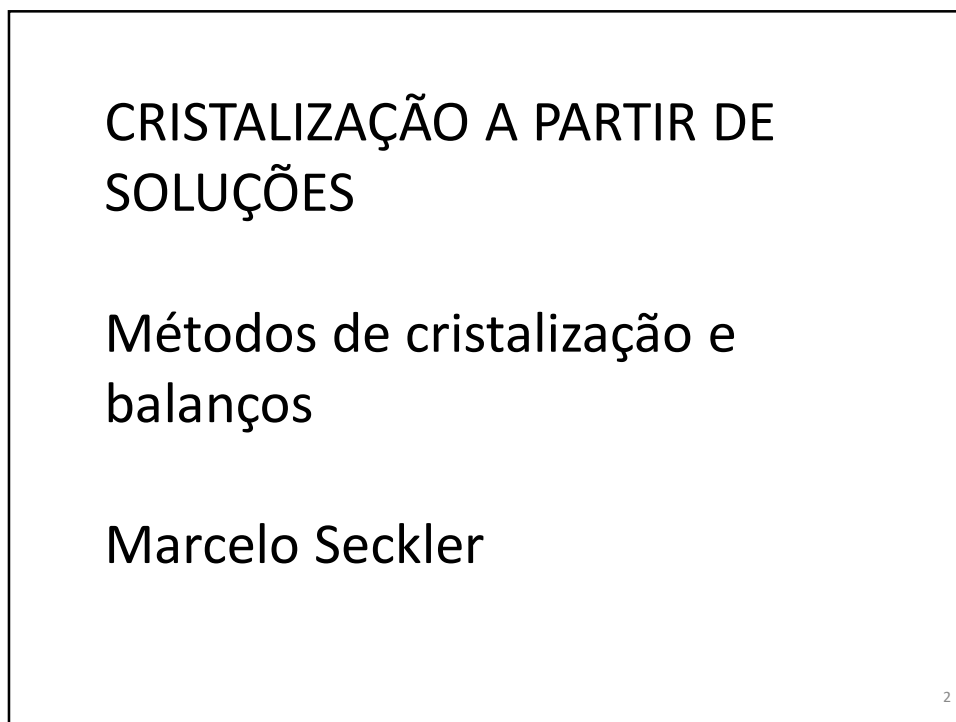 CRISTALIZAÇÃO A PARTIR DE
SOLUÇÕES
Métodos de cristalização e
balanços
Marcelo Seckler
2